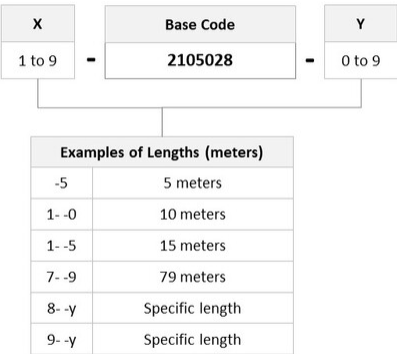 X Base Code Y
1 to 9 - 2105028 - 0 to 9
Examples of Lengths (meters)
-5 5 meters
1- -0 10 meters
1- -5 15 meters
7- -9 79 meters
8- -y Specific length
9- -y Specific length